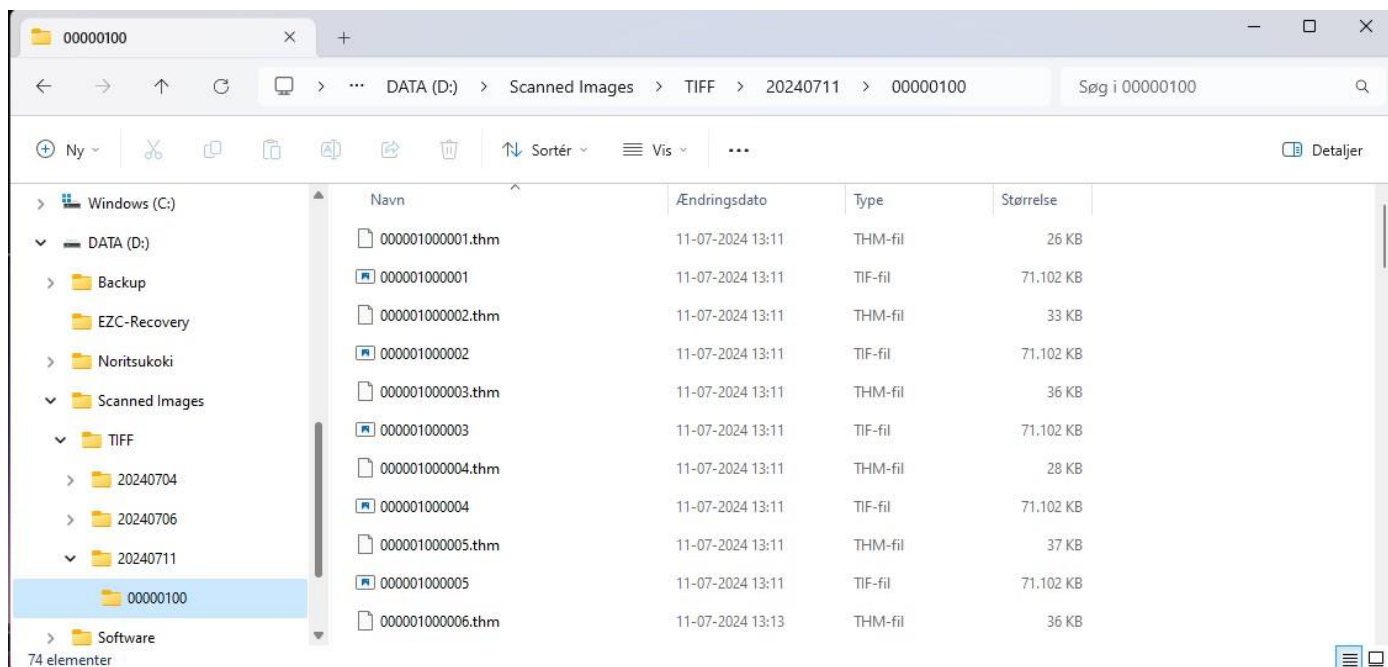 00000100
DATA (D:) > Scanned Images > TIFF > 20240711 > 00000100
Søg i 00000100
Ny
Sortér
Vis
Detaljer
Windows (C:)
DATA (D:)
Backup
EZC-Recovery
Noritsukoki
Scanned Images
TIFF
20240704
20240706
20240711
00000100
Software
Navn Ændringsdato Type Størrelse
000001000001.thm 11-07-2024 13:11 THM-fil 26 KB
000001000001 11-07-2024 13:11 TIF-fil 71.102 KB
000001000002.thm 11-07-2024 13:11 THM-fil 33 KB
000001000002 11-07-2024 13:11 TIF-fil 71.102 KB
000001000003.thm 11-07-2024 13:11 THM-fil 36 KB
000001000003 11-07-2024 13:11 TIF-fil 71.102 KB
000001000004.thm 11-07-2024 13:11 THM-fil 28 KB
000001000004 11-07-2024 13:11 TIF-fil 71.102 KB
000001000005.thm 11-07-2024 13:11 THM-fil 37 KB
000001000005 11-07-2024 13:11 TIF-fil 71.102 KB
000001000006.thm 11-07-2024 13:13 THM-fil 36 KB
74 elementer